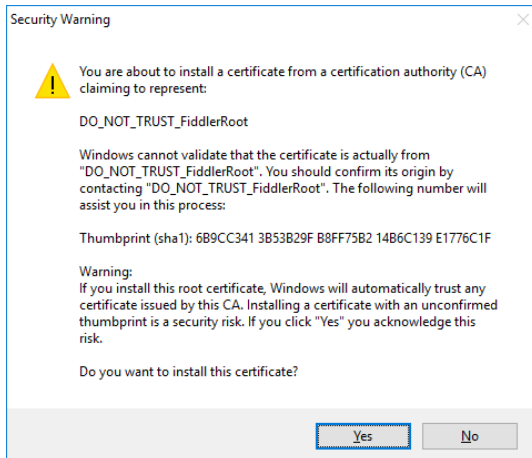 Security Warning
You are about to install a certificate from a certification authority (CA)
claiming to represent:
DO_NOT_TRUST_FiddlerRoot
Windows cannot validate that the certificate is actually from
"DO_NOT_TRUST_FiddlerRoot". You should confirm its origin by
contacting "DO_NOT_TRUST_FiddlerRoot". The following number will
assist you in this process:
Thumbprint (sha1): 6B9CC341 3B53B29F B8FF75B2 14B6C139 E1776C1F
Warning:
If you install this root certificate, Windows will automatically trust any
certificate issued by this CA. Installing a certificate with an unconfirmed
thumbprint is a security risk. If you click "Yes" you acknowledge this
risk.
Do you want to install this certificate?
Yes
No